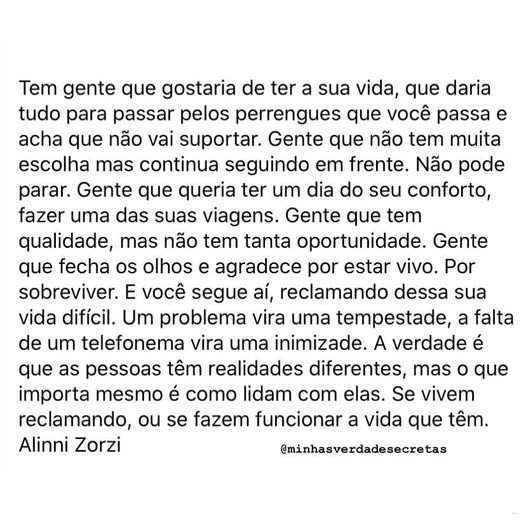 Tem gente que gostaria de ter a sua vida, que daria
tudo para passar pelos perrengues que você passa e
acha que não vai suportar. Gente que não tem muita
escolha mas continua seguindo em frente. Não pode
parar. Gente que queria ter um dia do seu conforto,
fazer uma das suas viagens. Gente que tem
qualidade, mas não tem tanta oportunidade. Gente
que fecha os olhos e agradece por estar vivo. Por
sobreviver. E você segue aí, reclamando dessa sua
vida difícil. Um problema vira uma tempestade, a falta
de um telefonema vira uma inimizade. A verdade é
que as pessoas têm realidades diferentes, mas o que
importa mesmo é como lidam com elas. Se vivem
reclamando, ou se fazem funcionar a vida que têm.
Alinni Zorzi @minhasverdadesecretas